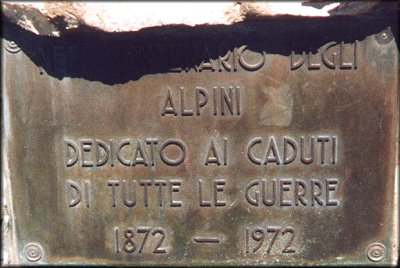 DEGLI
ALPINI
DEDICATO AI CADUTI
DI TUTTE LE GUERRE
1872 — 1972